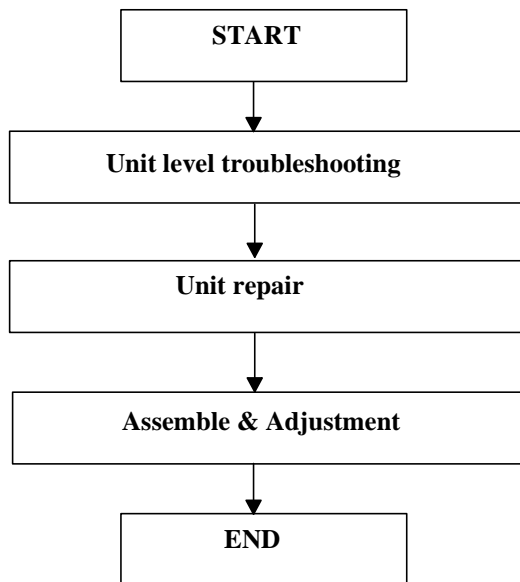 START
Unit level troubleshooting
Unit repair
Assemble & Adjustment
END